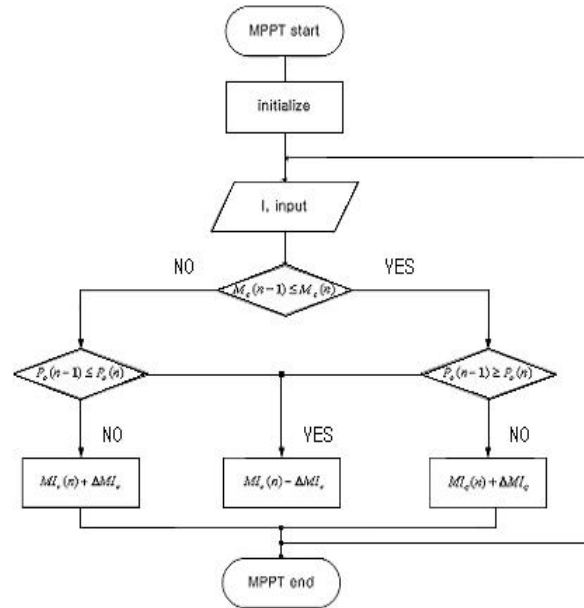 MPPT start
initialize
I, input
NO
YES
M_c(n−1) ≤ M_c(n)
P_o(n−1) ≤ P_o(n)
P_o(n−1) ≥ P_o(n)
NO
YES
NO
MI_c(n) + ΔMI_c
MI_c(n) − ΔMI_c
MI_c(n) + ΔMI_c
MPPT end